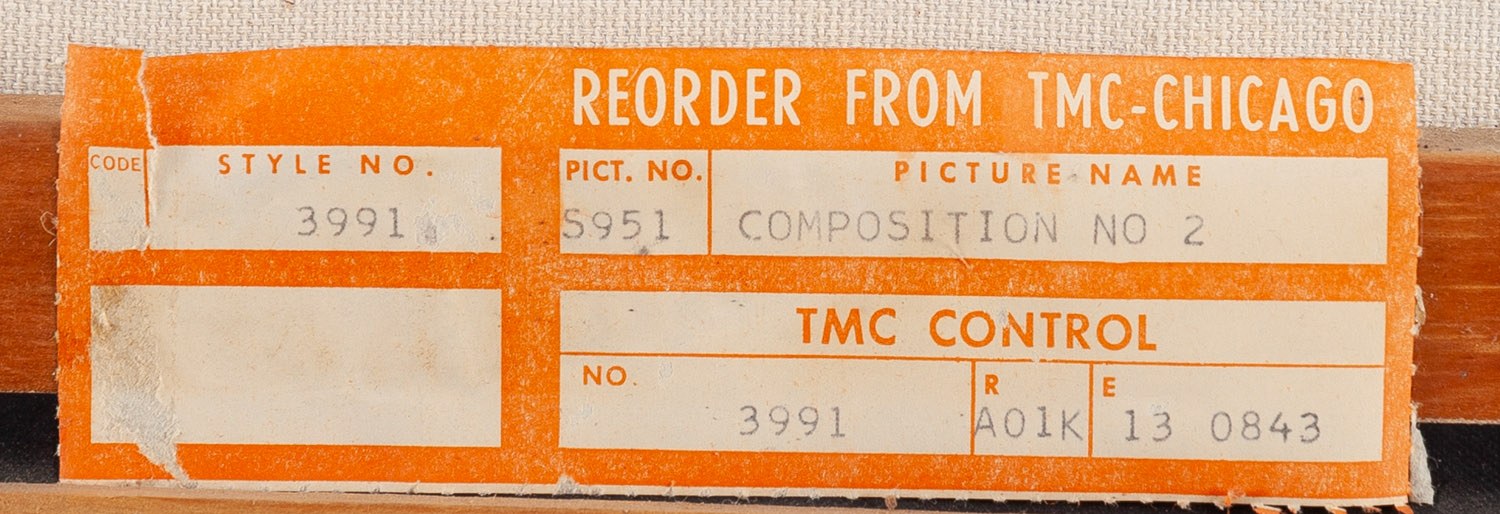 REORDER FROM TMC-CHICAGO
CODE STYLE NO. PICT. NO. PICTURE NAME
3991 S951 COMPOSITION NO 2
TMC CONTROL
NO. R E
3991 A01K 13 0843